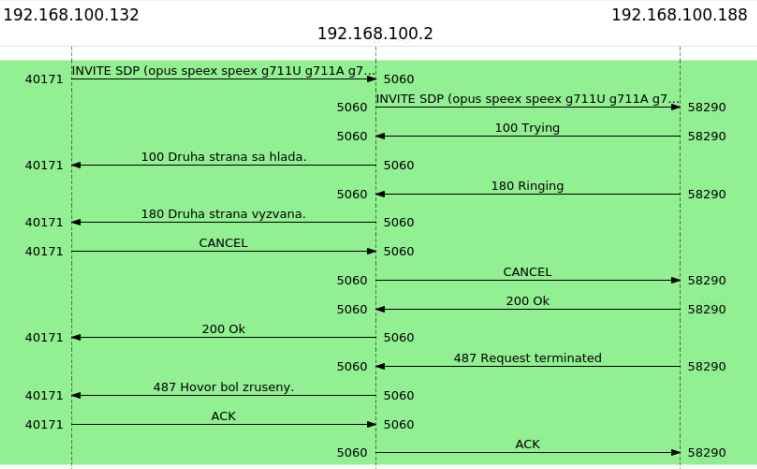 192.168.100.132 192.168.100.188
192.168.100.2
40171 INVITE SDP (opus speex speex g711U g711A g7... 5060
5060 INVITE SDP (opus speex speex g711U g711A g7... 58290
5060 100 Trying 58290
40171 100 Druha strana sa hlada. 5060
5060 180 Ringing 58290
40171 180 Druha strana vyzvana. 5060
40171 CANCEL 5060
5060 CANCEL 58290
5060 200 Ok 58290
40171 200 Ok 5060
5060 487 Request terminated 58290
40171 487 Hovor bol zruseny. 5060
40171 ACK 5060
5060 ACK 58290